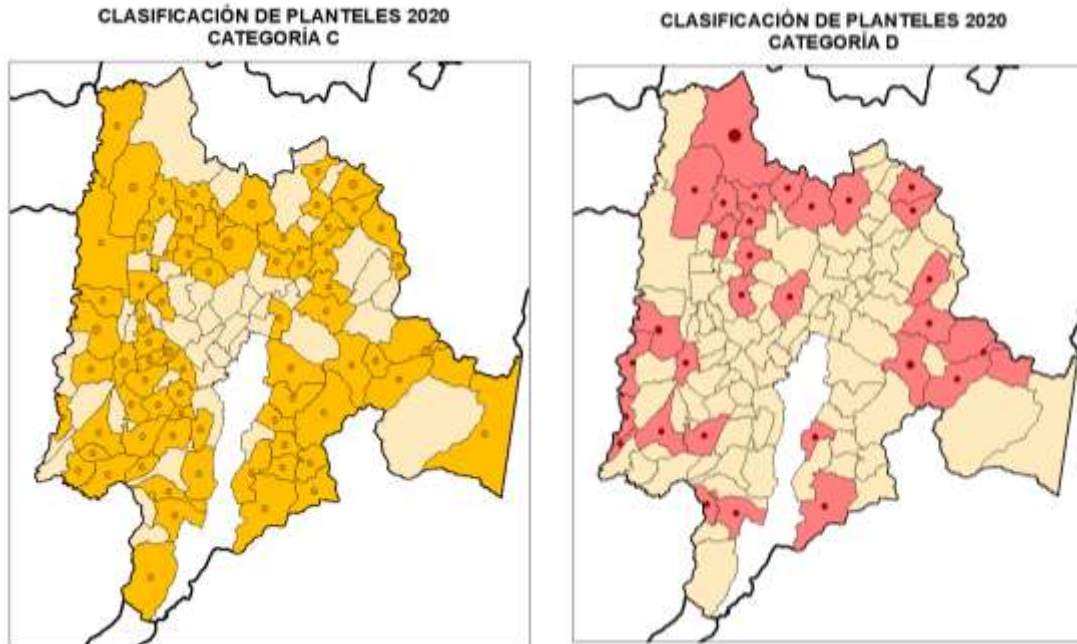 CLASIFICACIÓN DE PLANTELES 2020
CATEGORÍA C
CLASIFICACIÓN DE PLANTELES 2020
CATEGORÍA D